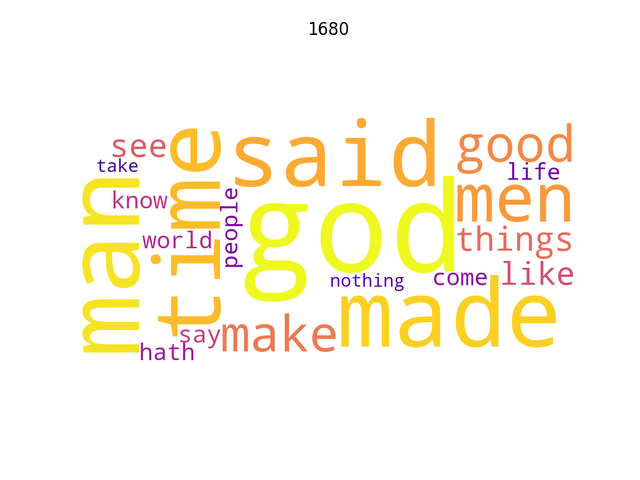 1680
said
good
see
take
life
time
man
god
men
know
people
world
things
nothing
come
like
made
say
make
hath